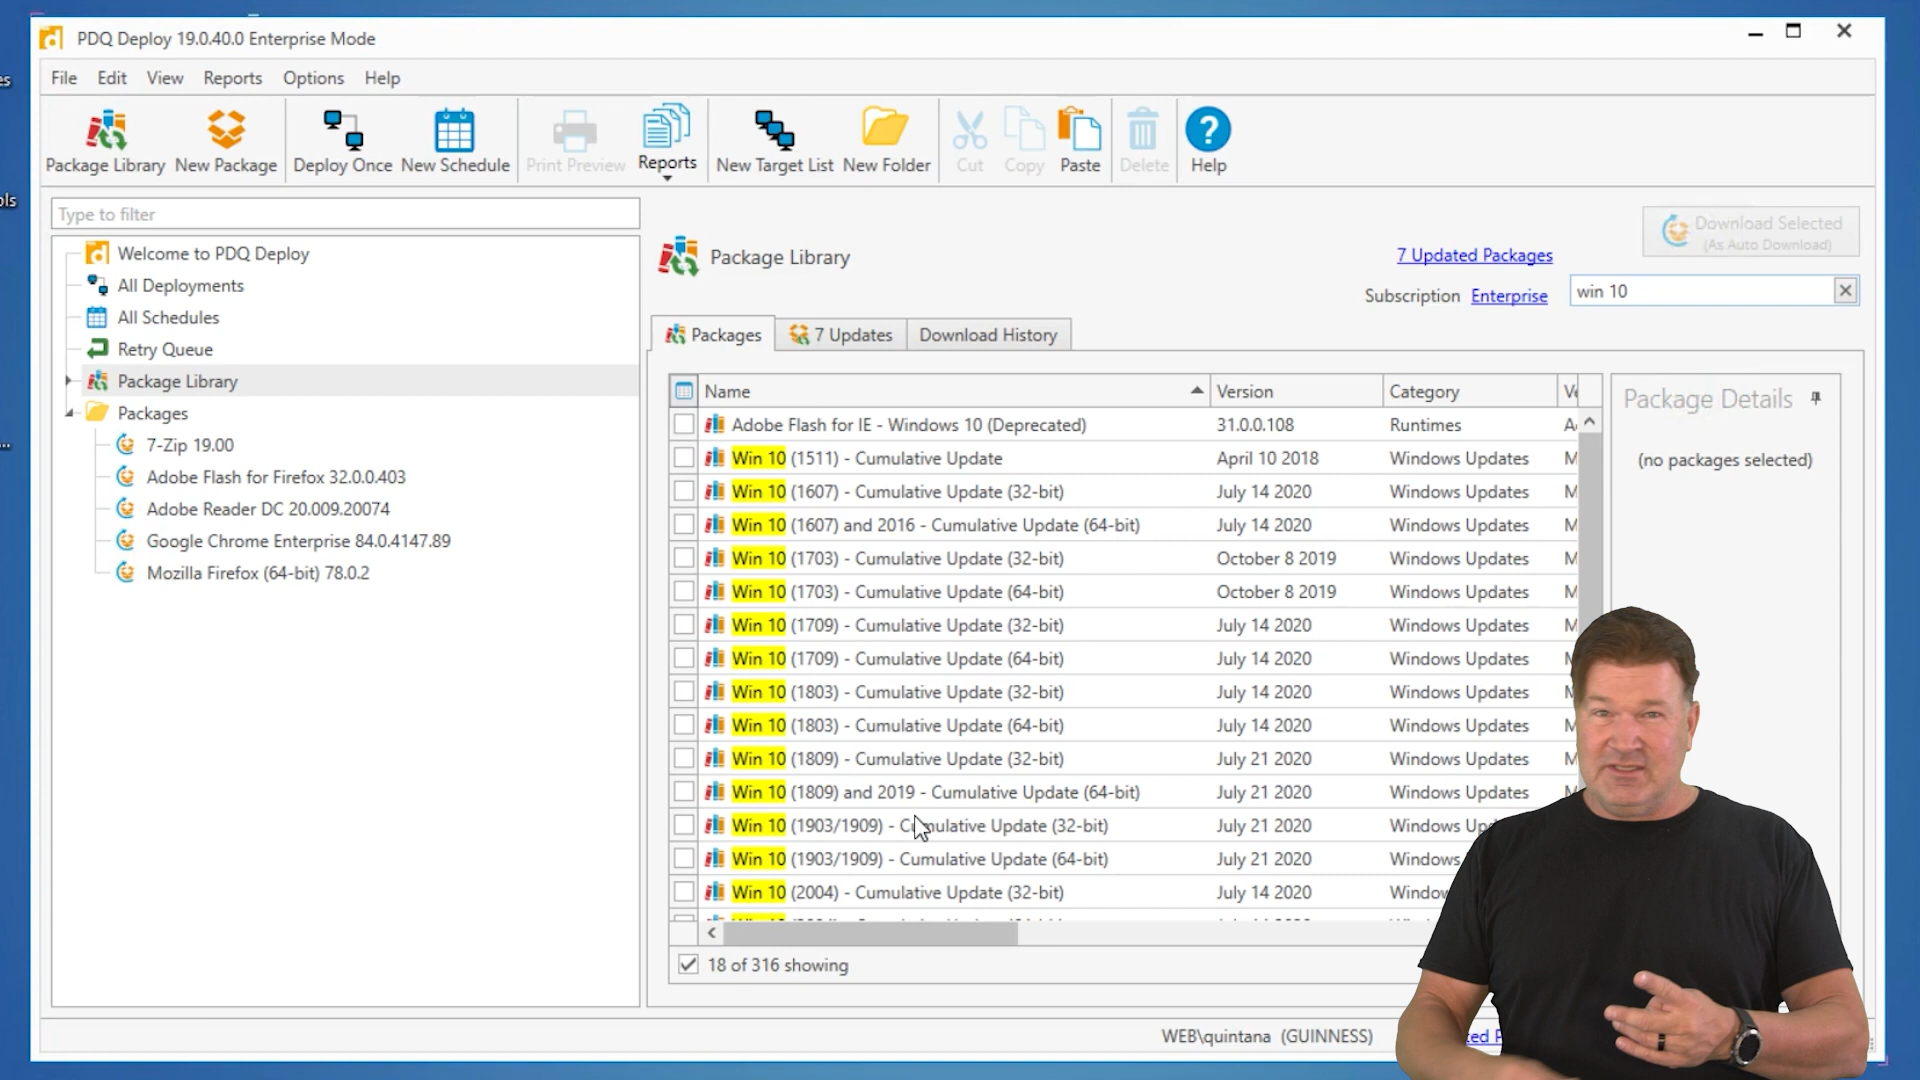 PDQ Deploy 19.0.40.0 Enterprise Mode
File Edit View Reports Options Help
Package Library New Package Deploy Once New Schedule Print Preview Reports New Target List New Folder Cut Copy Paste Delete Help
Type to filter
Welcome to PDQ Deploy
All Deployments
All Schedules
Retry Queue
Package Library
Packages
7-Zip 19.00
Adobe Flash for Firefox 32.0.0.403
Adobe Reader DC 20.009.20074
Google Chrome Enterprise 84.0.4147.89
Mozilla Firefox (64-bit) 78.0.2
Package Library
7 Updated Packages
Download Selected
(As Auto Download)
Subscription Enterprise
win 10
Packages 7 Updates Download History
Name Version Category
Adobe Flash for IE - Windows 10 (Deprecated) 31.0.0.108 Runtimes
Win 10 (1511) - Cumulative Update April 10 2018 Windows Updates
Win 10 (1607) - Cumulative Update (32-bit) July 14 2020 Windows Updates
Win 10 (1607) and 2016 - Cumulative Update (64-bit) July 14 2020 Windows Updates
Win 10 (1703) - Cumulative Update (32-bit) October 8 2019 Windows Updates
Win 10 (1703) - Cumulative Update (64-bit) October 8 2019 Windows Updates
Win 10 (1709) - Cumulative Update (32-bit) July 14 2020 Windows Updates
Win 10 (1709) - Cumulative Update (64-bit) July 14 2020 Windows Updates
Win 10 (1803) - Cumulative Update (32-bit) July 14 2020 Windows Updates
Win 10 (1803) - Cumulative Update (64-bit) July 14 2020 Windows Updates
Win 10 (1809) - Cumulative Update (32-bit) July 21 2020 Windows Updates
Win 10 (1809) and 2019 - Cumulative Update (64-bit) July 21 2020 Windows Updates
Win 10 (1903/1909) - Cumulative Update (32-bit) July 21 2020 Windows
Win 10 (1903/1909) - Cumulative Update (64-bit) July 21 2020 Windows
Win 10 (2004) - Cumulative Update (32-bit) July 14 2020
18 of 316 showing
Package Details
(no packages selected)
WEB\quintana (GUINNESS)